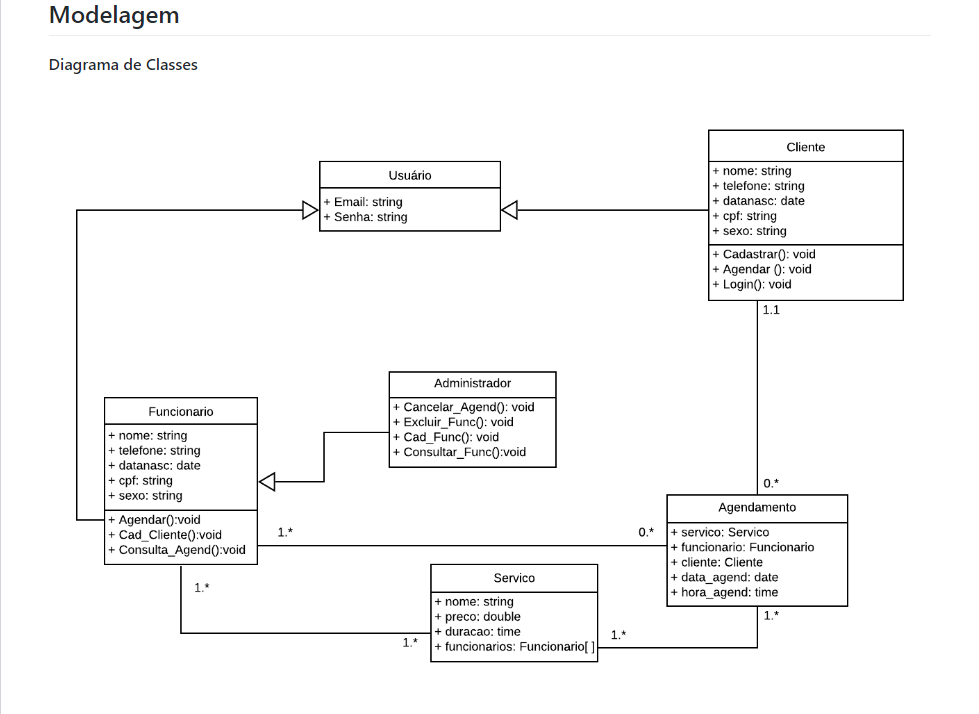 Modelagem
Diagrama de Classes
Cliente
+ nome: string
+ telefone: string
+ datanasc: date
+ cpf: string
+ sexo: string
+ Cadastrar(): void
+ Agendar (): void
+ Login(): void
1.1
Usuário
+ Email: string
+ Senha: string
Administrador
+ Cancelar_Agend(): void
+ Excluir_Func(): void
+ Cad_Func(): void
+ Consultar_Func():void
Funcionario
+ nome: string
+ telefone: string
+ datanasc: date
+ cpf: string
+ sexo: string
+ Agendar():void
+ Cad_Cliente():void
+ Consulta_Agend():void
1.*
0.*
0.*
Agendamento
+ servico: Servico
+ funcionario: Funcionario
+ cliente: Cliente
+ data_agend: date
+ hora_agend: time
1.*
1.*
Servico
+ nome: string
+ preco: double
+ duracao: time
+ funcionarios: Funcionario[ ]
1.*
1.*